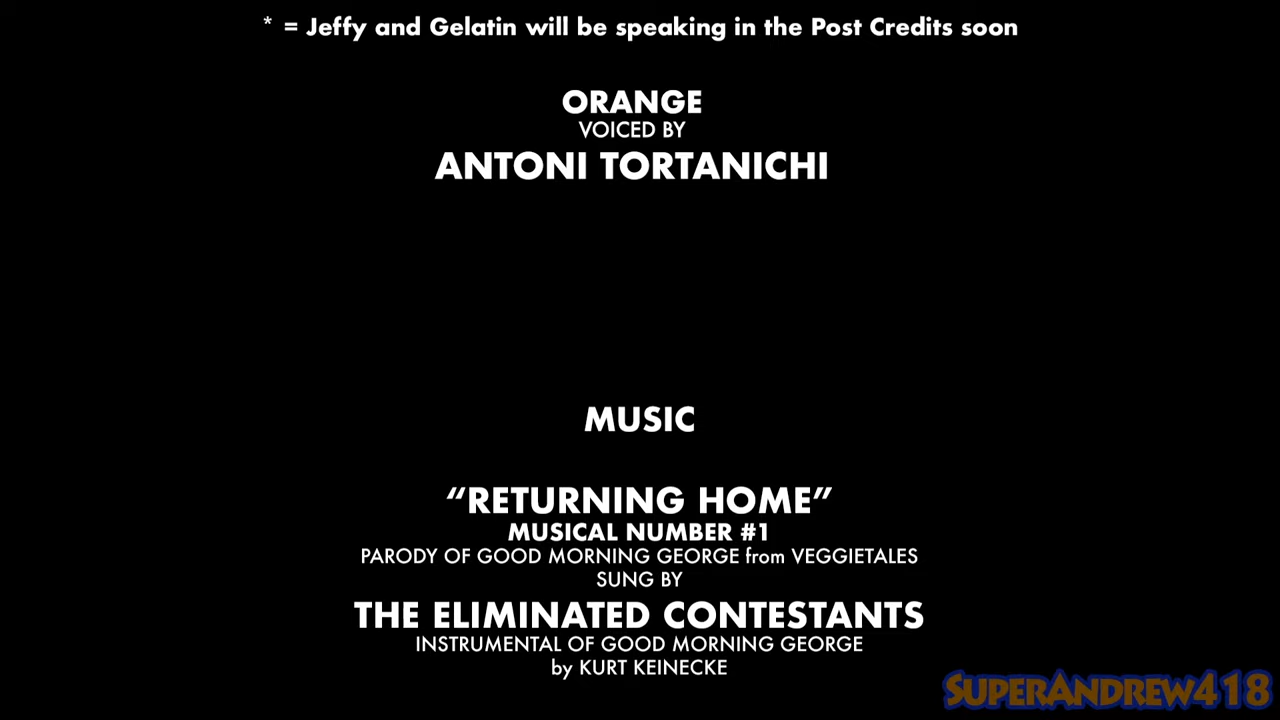 * = Jeffy and Gelatin will be speaking in the Post Credits soon
ORANGE
VOICED BY
ANTONI TORTANICHI
MUSIC
“RETURNING HOME”
MUSICAL NUMBER #1
PARODY OF GOOD MORNING GEORGE from VEGGIETALES
SUNG BY
THE ELIMINATED CONTESTANTS
INSTRUMENTAL OF GOOD MORNING GEORGE
by KURT KEINECKE
SUPERANDREW418